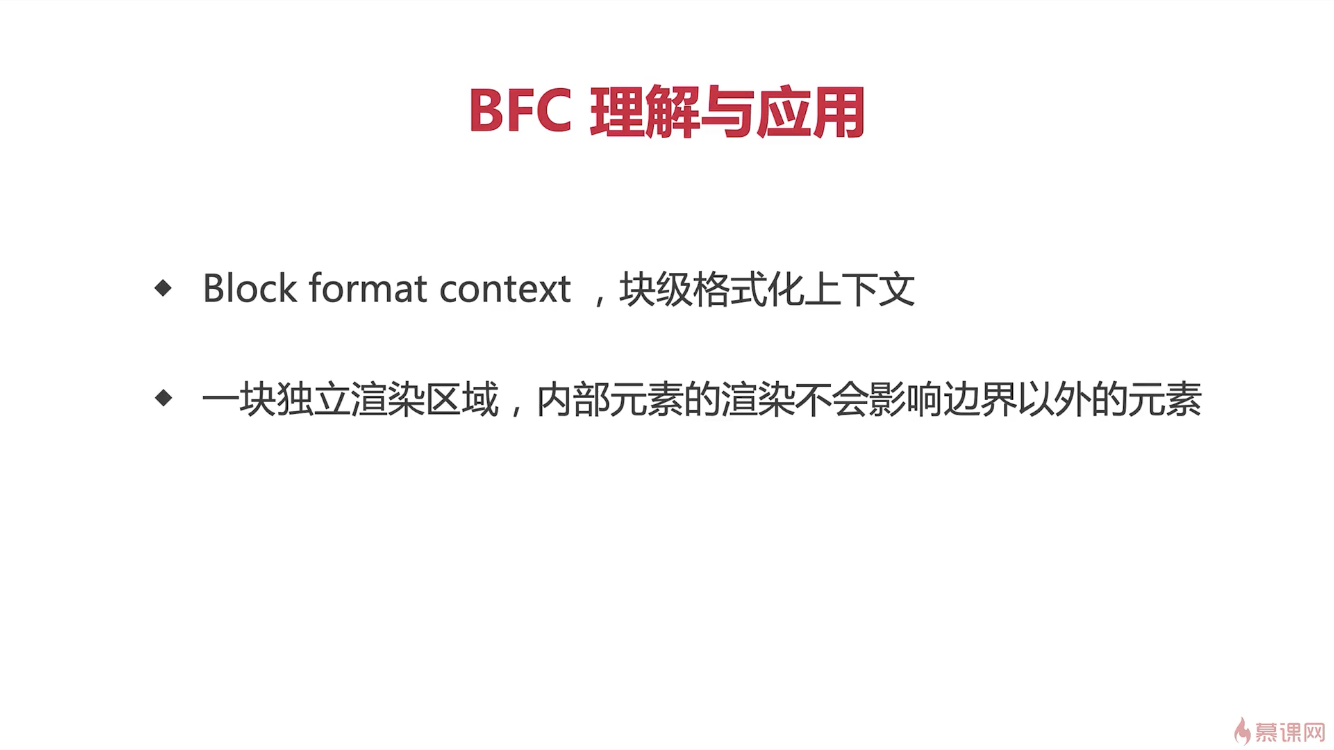 BFC 理解与应用
◆ Block format context ，块级格式化上下文
◆ 一块独立渲染区域，内部元素的渲染不会影响边界以外的元素
慕课网